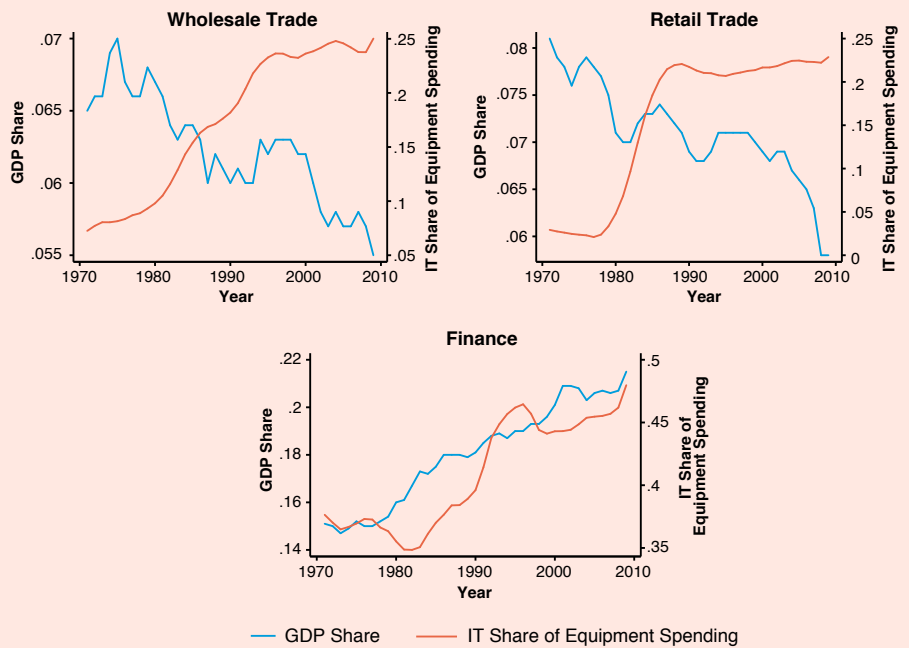 Wholesale Trade
GDP Share
.07
.065
.06
.055
.25
.2
.15
.1
.05
IT Share of Equipment Spending
1970 1980 1990 2000 2010
Year
Retail Trade
GDP Share
.08
.075
.07
.065
.06
.25
.2
.15
.1
.05
0
IT Share of Equipment Spending
1970 1980 1990 2000 2010
Year
Finance
GDP Share
.22
.2
.18
.16
.14
.5
.45
.4
.35
IT Share of
Equipment Spending
1970 1980 1990 2000 2010
Year
GDP Share IT Share of Equipment Spending